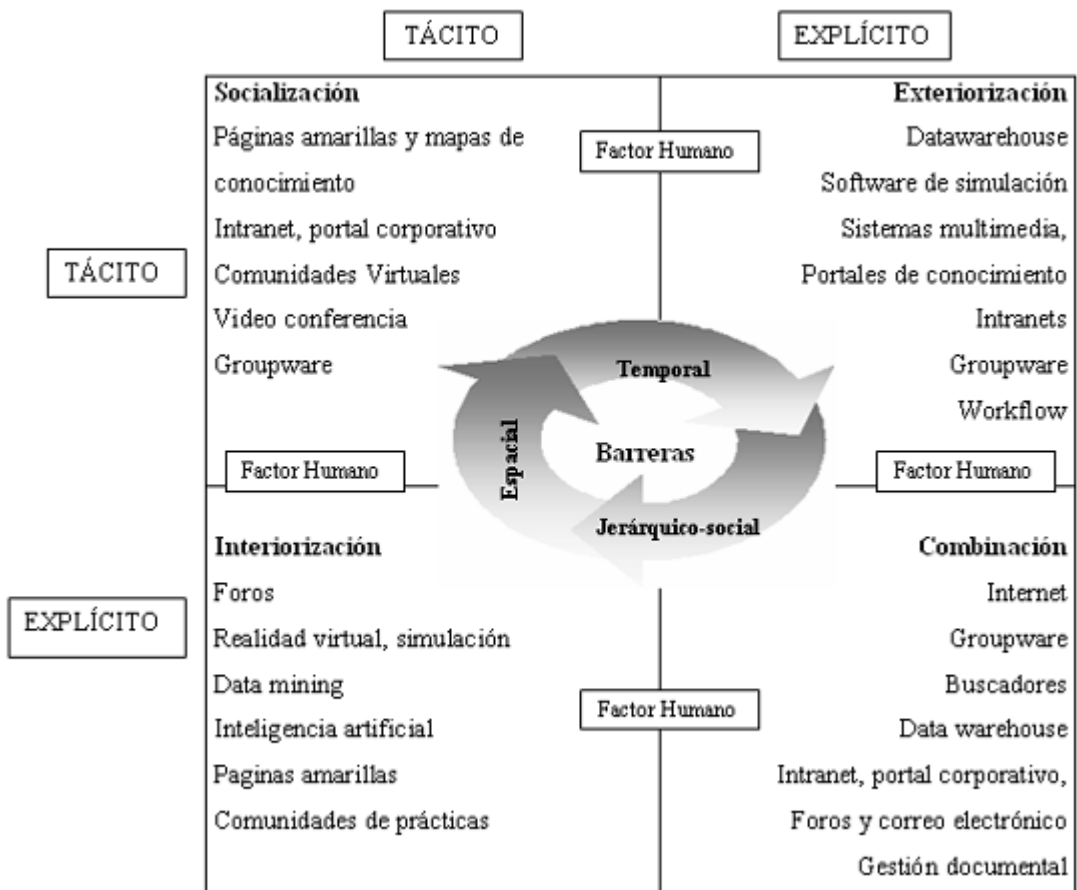 TÁCITO
EXPLÍCITO
TÁCITO
Socialización
Páginas amarillas y mapas de
conocimiento
Intranet, portal corporativo
Comunidades Virtuales
Video conferencia
Groupware
Factor Humano
Exteriorización
Datawarehouse
Software de simulación
Sistemas multimedia,
Portales de conocimiento
Intranets
Groupware
Workflow
Temporal
Espacial
Barreras
Jerárquico-social
Factor Humano
Factor Humano
EXPLÍCITO
Interiorización
Foros
Realidad virtual, simulación
Data mining
Inteligencia artificial
Paginas amarillas
Comunidades de prácticas
Factor Humano
Combinación
Internet
Groupware
Buscadores
Data warehouse
Intranet, portal corporativo,
Foros y correo electrónico
Gestión documental